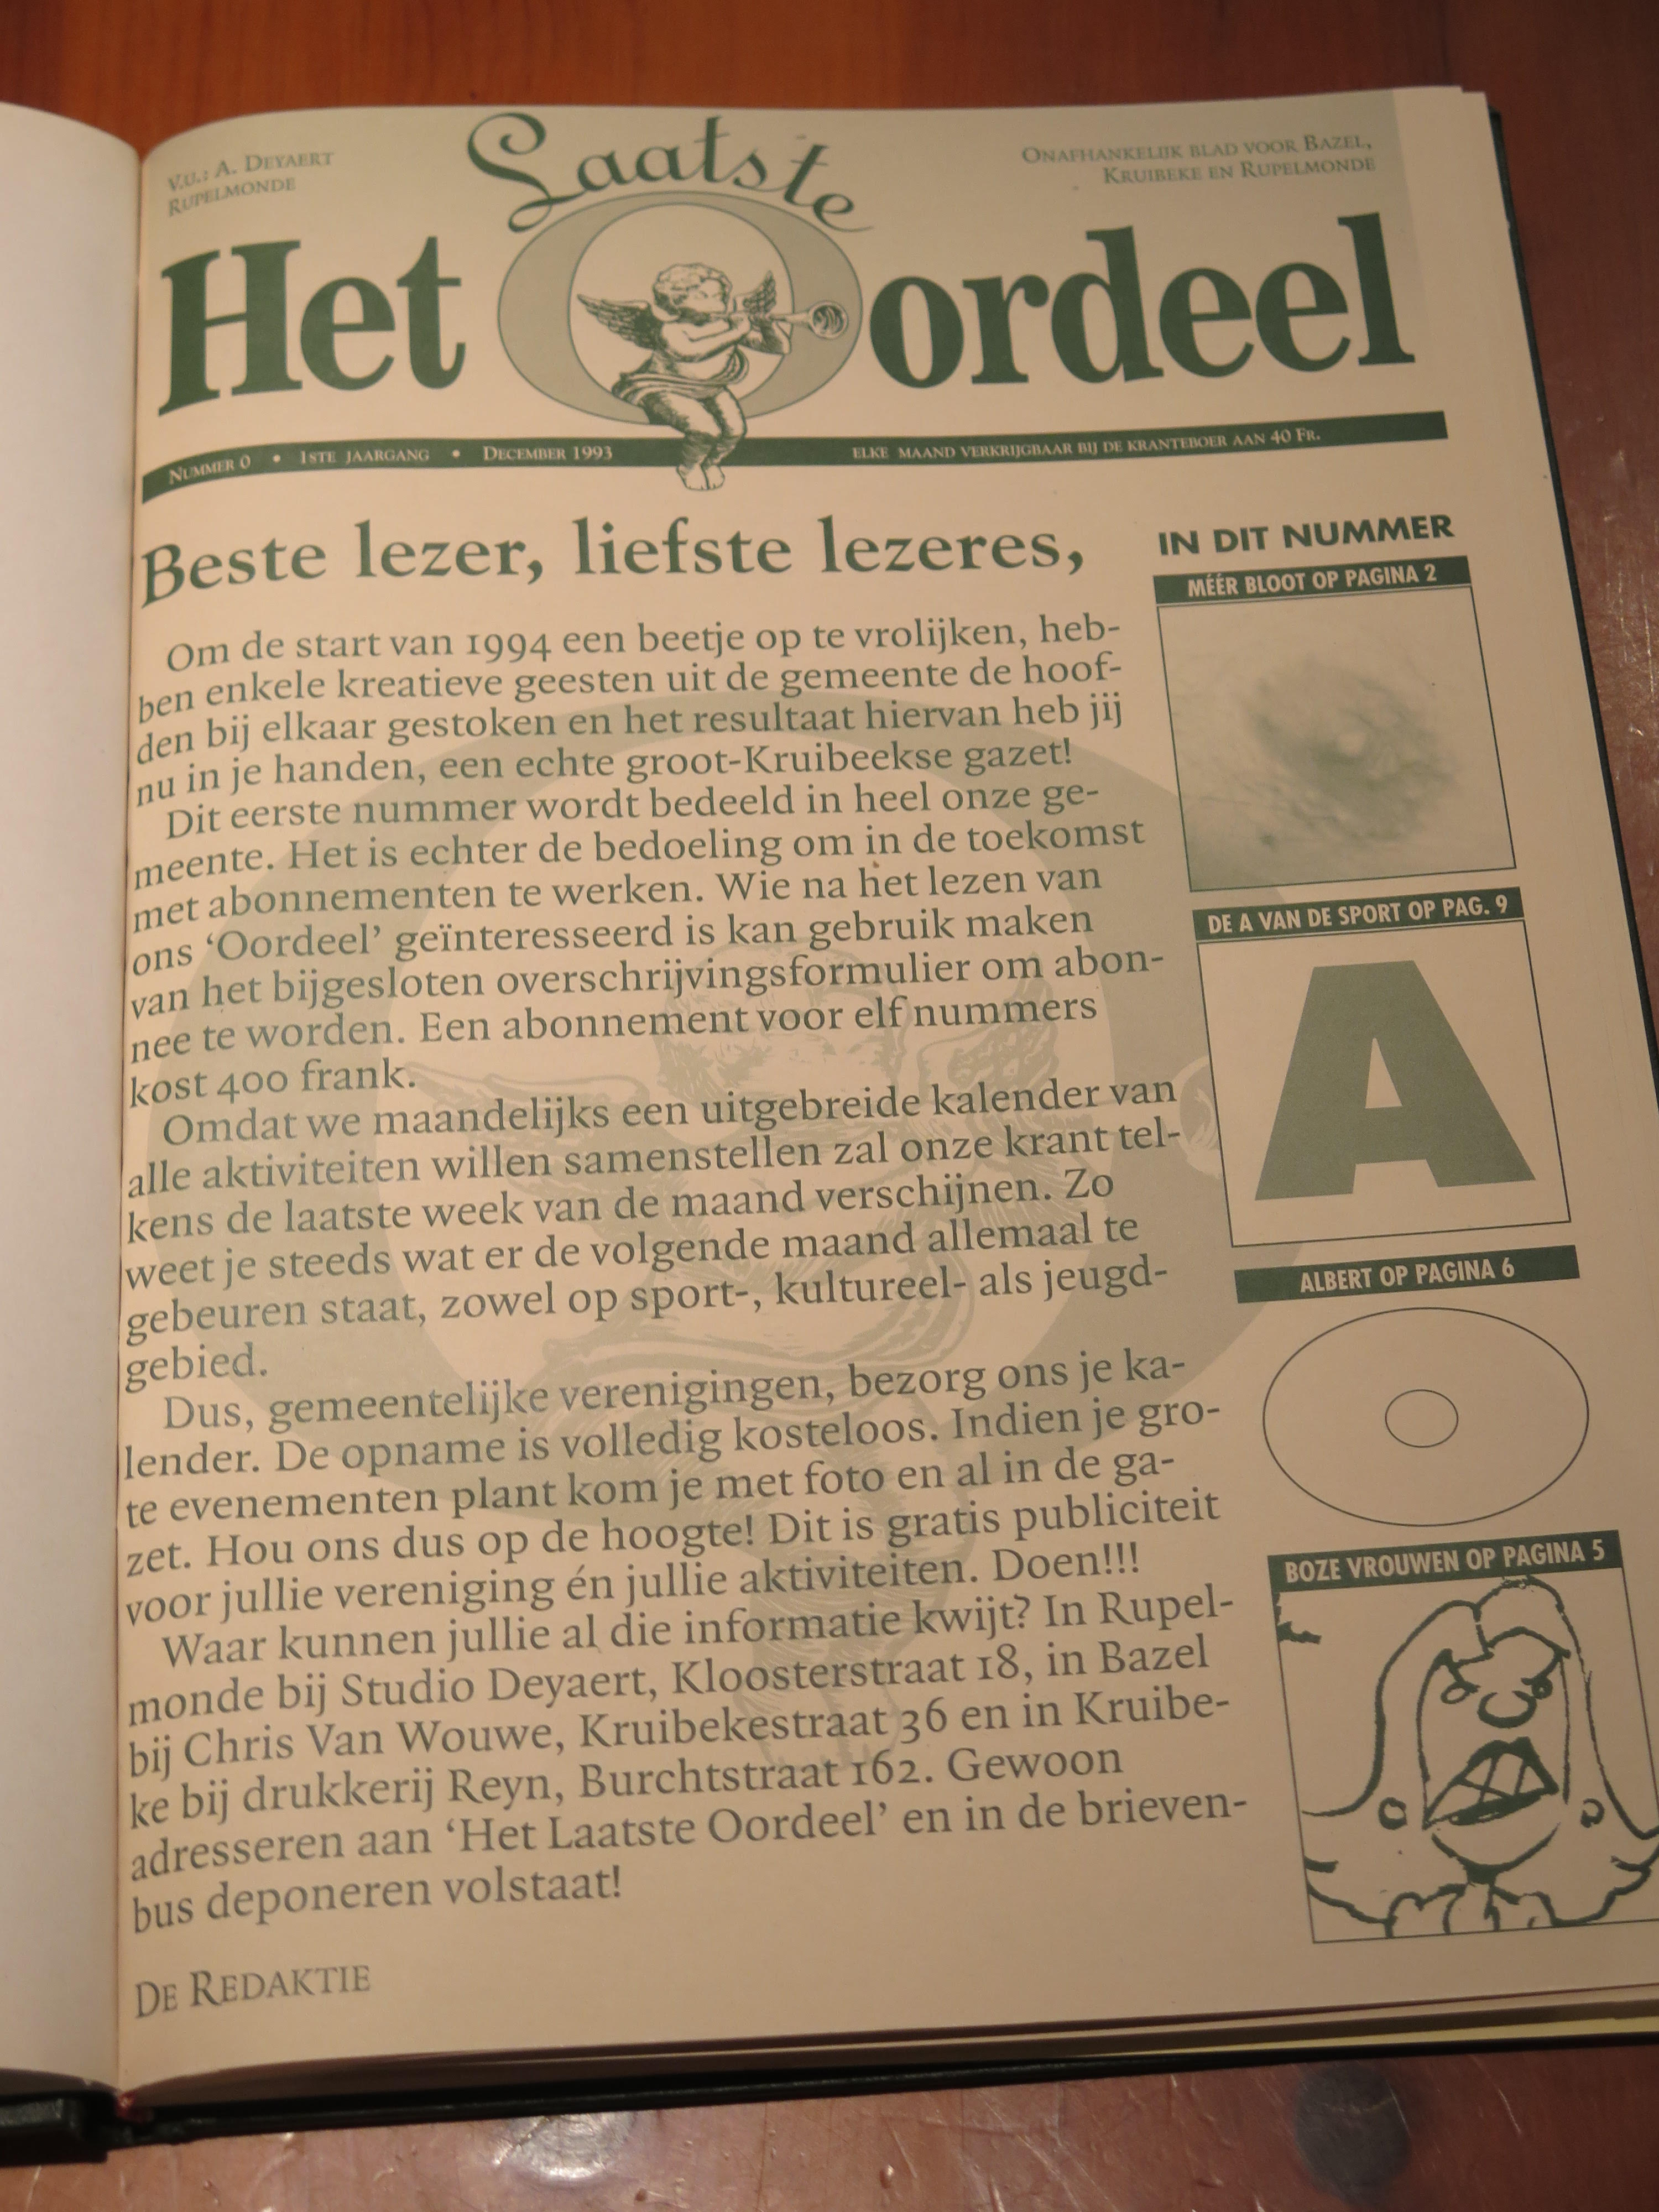 V.U.: A. DEYAERT
RUPELMONDE
ONAFHANKELIJK BLAD VOOR BAZEL,
KRUIBEKE EN RUPELMONDE
Laatste
Het Oordeel
NUMMER 0 • 1STE JAARGANG • DECEMBER 1993
ELKE MAAND VERKRIJGBAAR BIJ DE KRANTEBOER AAN 40 FR.
Beste lezer, liefste lezeres,
Om de start van 1994 een beetje op te vrolijken, heb-
ben enkele kreatieve geesten uit de gemeente de hoof-
den bij elkaar gestoken en het resultaat hiervan heb jij
nu in je handen, een echte groot-Kruibeekse gazet!
Dit eerste nummer wordt bedeeld in heel onze ge-
meente. Het is echter de bedoeling om in de toekomst
met abonnementen te werken. Wie na het lezen van
ons ‘Oordeel’ geïnteresseerd is kan gebruik maken
van het bijgesloten overschrijvingsformulier om abon-
nee te worden. Een abonnement voor elf nummers
kost 400 frank.
Omdat we maandelijks een uitgebreide kalender van
alle aktiviteiten willen samenstellen zal onze krant tel-
kens de laatste week van de maand verschijnen. Zo
weet je steeds wat er de volgende maand allemaal te
gebeuren staat, zowel op sport-, kultureel- als jeugd-
gebied.
Dus, gemeentelijke verenigingen, bezorg ons je ka-
lender. De opname is volledig kosteloos. Indien je gro-
te evenementen plant kom je met foto en al in de ga-
zet. Hou ons dus op de hoogte! Dit is gratis publiciteit
voor jullie vereniging én jullie aktiviteiten. Doen!!!
Waar kunnen jullie al die informatie kwijt? In Rupel-
monde bij Studio Deyaert, Kloosterstraat 18, in Bazel
bij Chris Van Wouwe, Kruibekestraat 36 en in Kruibe-
ke bij drukkerij Reyn, Burchtstraat 162. Gewoon
adresseren aan ‘Het Laatste Oordeel’ en in de brieven-
bus deponeren volstaat!
DE REDAKTIE
IN DIT NUMMER
MÉÉR BLOOT OP PAGINA 2
DE A VAN DE SPORT OP PAG. 9
A
ALBERT OP PAGINA 6
BOZE VROUWEN OP PAGINA 5